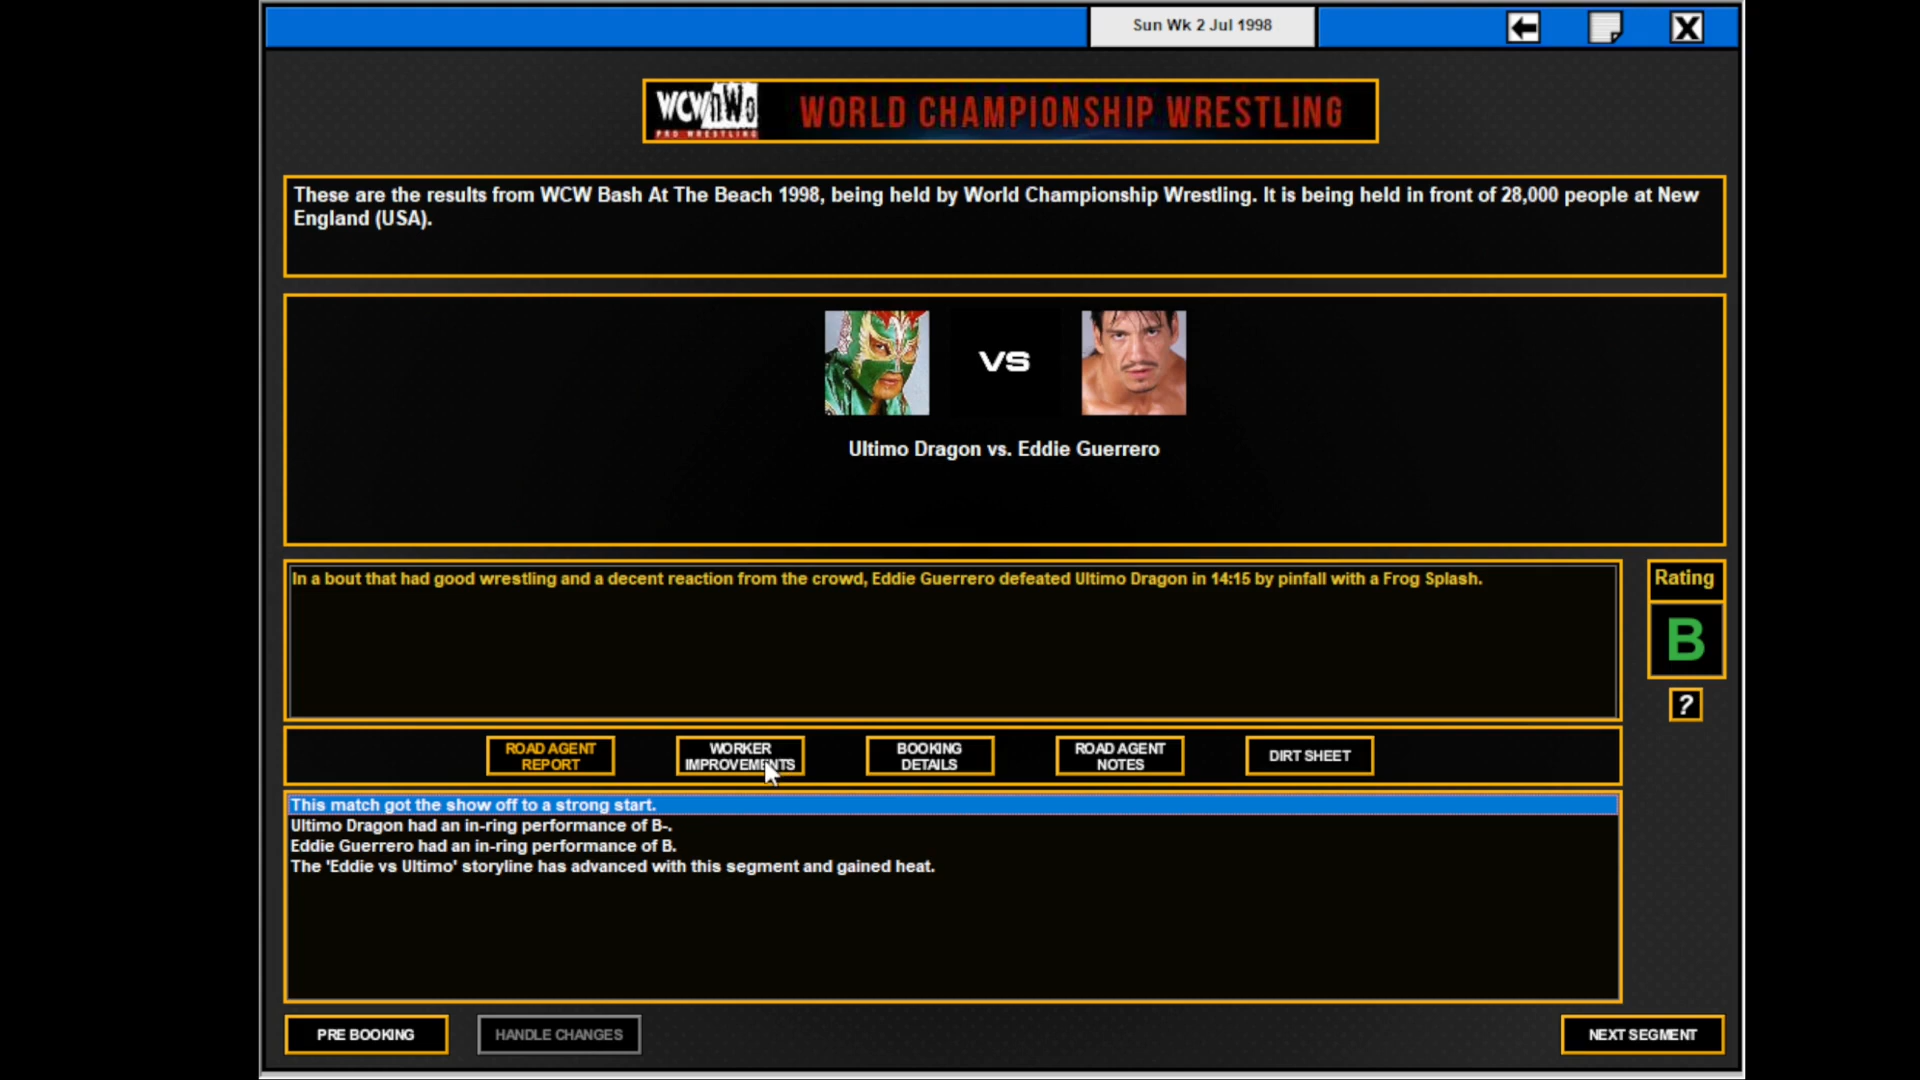 Sun Wk 2 Jul 1998
WCW nWo
PRO WRESTLING
WORLD CHAMPIONSHIP WRESTLING
These are the results from WCW Bash At The Beach 1998, being held by World Championship Wrestling. It is being held in front of 28,000 people at New
England (USA).
VS
Ultimo Dragon vs. Eddie Guerrero
In a bout that had good wrestling and a decent reaction from the crowd, Eddie Guerrero defeated Ultimo Dragon in 14:15 by pinfall with a Frog Splash.
Rating
B
?
ROAD AGENT
REPORT
WORKER
IMPROVEMENTS
BOOKING
DETAILS
ROAD AGENT
NOTES
DIRT SHEET
This match got the show off to a strong start.
Ultimo Dragon had an in-ring performance of B-.
Eddie Guerrero had an in-ring performance of B.
The 'Eddie vs Ultimo' storyline has advanced with this segment and gained heat.
PRE BOOKING
HANDLE CHANGES
NEXT SEGMENT